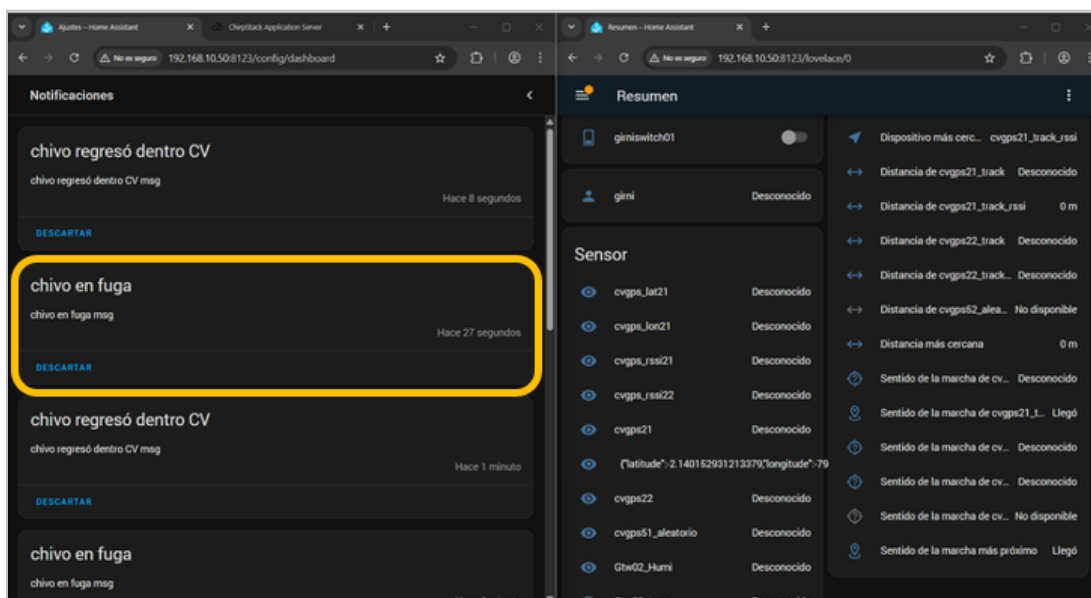 Ajustes – Home Assistant
ChirpStack Application Server
No es seguro 192.168.10.50:8123/config/dashboard
Notificaciones
chivo regresó dentro CV
chivo regresó dentro CV msg
Hace 8 segundos
DESCARTAR
chivo en fuga
chivo en fuga msg
Hace 27 segundos
DESCARTAR
chivo regresó dentro CV
chivo regresó dentro CV msg
Hace 1 minuto
DESCARTAR
chivo en fuga
chivo en fuga msg
Resumen – Home Assistant
No es seguro 192.168.10.50:8123/lovelace/0
Resumen
girniswitch01
girni Desconocido
Sensor
cvgps_lat21 Desconocido
cvgps_lon21 Desconocido
cvgps_rssi21 Desconocido
cvgps_rssi22 Desconocido
cvgps21 Desconocido
{"latitude":-2.140152931213379,"longitude":-79
cvgps22 Desconocido
cvgps51_aleatorio Desconocido
Gtw02_Humi Desconocido
Dispositivo más cerc... cvgps21_track_rssi
Distancia de cvgps21_track Desconocido
Distancia de cvgps21_track_rssi 0 m
Distancia de cvgps22_track Desconocido
Distancia de cvgps22_track... Desconocido
Distancia de cvgps52_alea... No disponible
Distancia más cercana 0 m
Sentido de la marcha de cv... Desconocido
Sentido de la marcha de cvgps21_t... Llegó
Sentido de la marcha de cv... Desconocido
Sentido de la marcha de cv... Desconocido
Sentido de la marcha de cv... No disponible
Sentido de la marcha más próximo Llegó